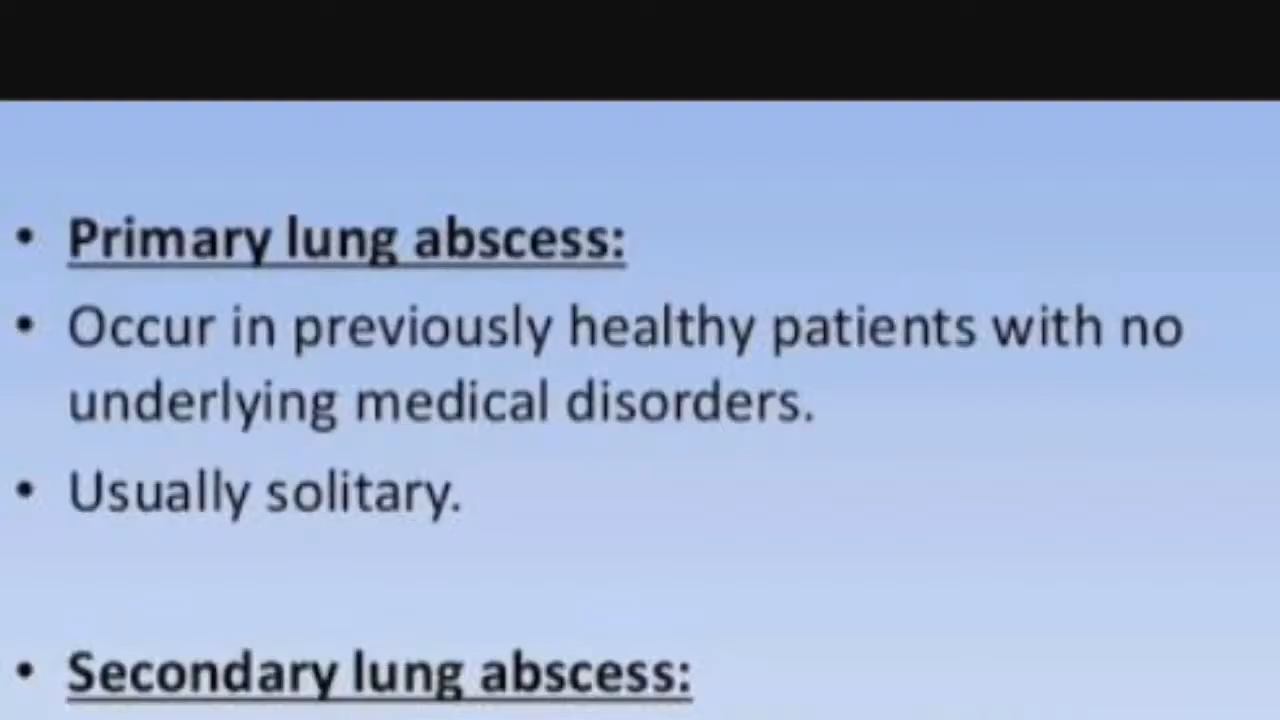 • Primary lung abscess:
• Occur in previously healthy patients with no
underlying medical disorders.
• Usually solitary.
• Secondary lung abscess: